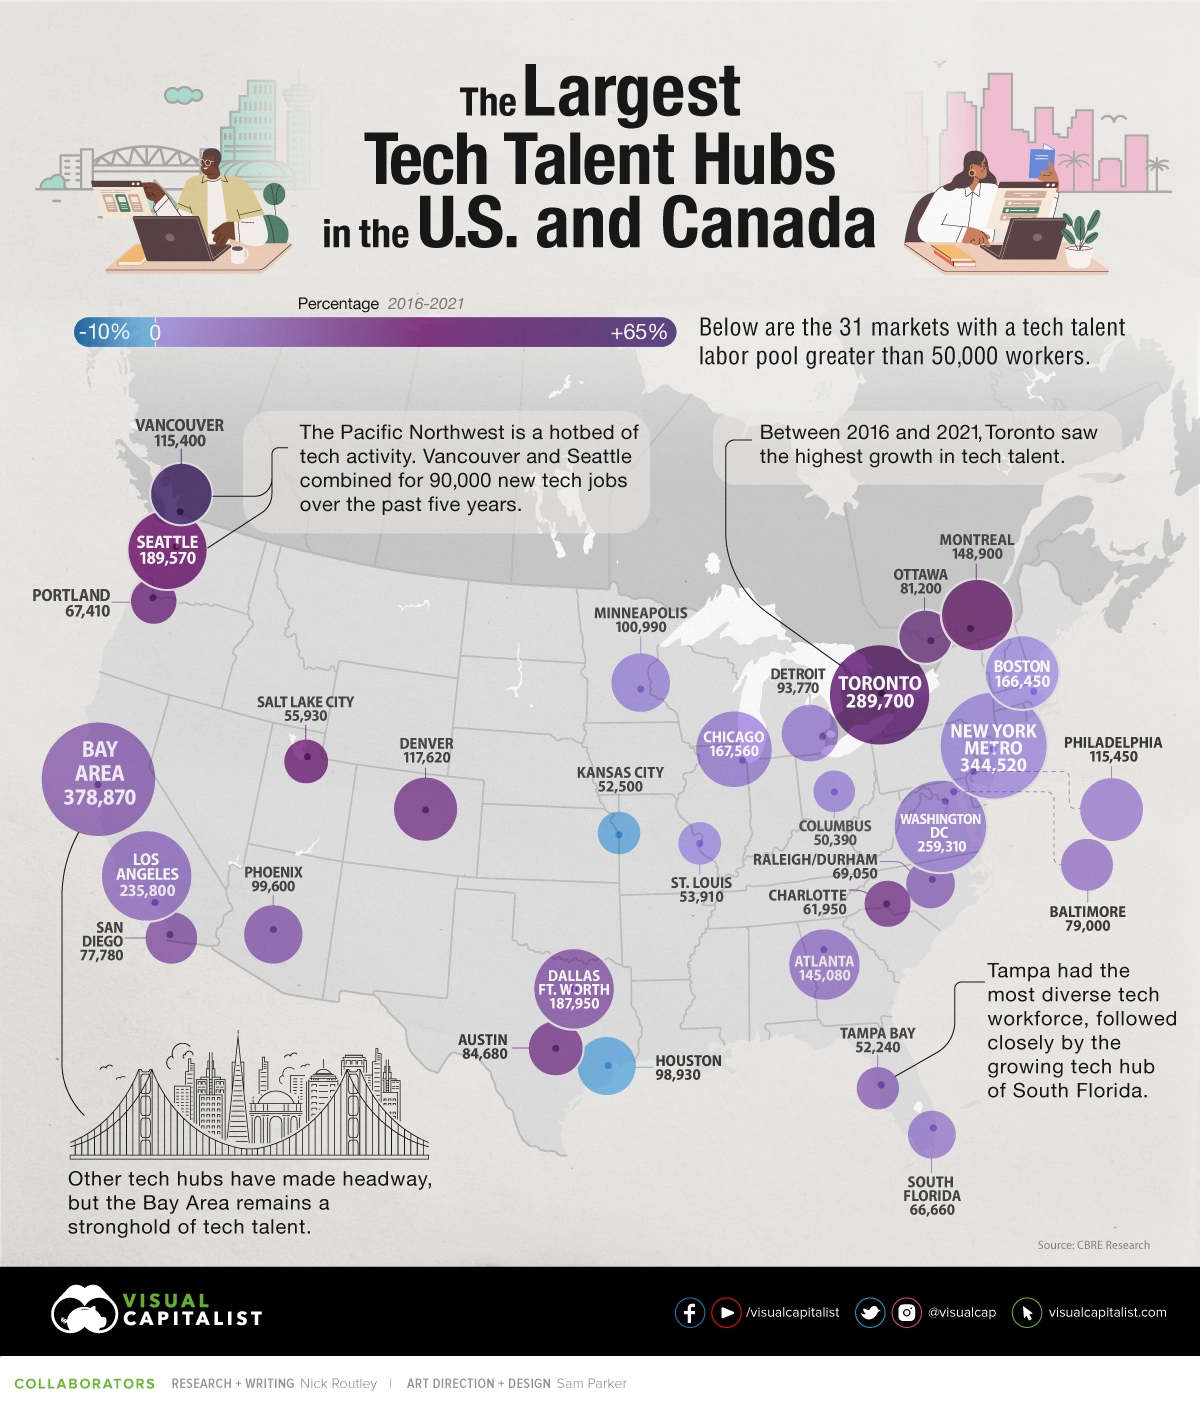 The Largest
Tech Talent Hubs
in the U.S. and Canada
Percentage 2016-2021
-10% 0 +65%
Below are the 31 markets with a tech talent
labor pool greater than 50,000 workers.
VANCOUVER
115,400
The Pacific Northwest is a hotbed of
tech activity. Vancouver and Seattle
combined for 90,000 new tech jobs
over the past five years.
Between 2016 and 2021, Toronto saw
the highest growth in tech talent.
SEATTLE
189,570
PORTLAND
67,410
MONTREAL
148,900
OTTAWA
81,200
MINNEAPOLIS
100,990
DETROIT
93,770
TORONTO
289,700
BOSTON
166,450
SALT LAKE CITY
55,930
DENVER
117,620
CHICAGO
167,560
NEW YORK
METRO
344,520
PHILADELPHIA
115,450
BAY
AREA
378,870
KANSAS CITY
52,500
COLUMBUS
50,390
WASHINGTON
DC
259,310
LOS
ANGELES
235,800
PHOENIX
99,600
ST. LOUIS
53,910
RALEIGH/DURHAM
69,050
CHARLOTTE
61,950
BALTIMORE
79,000
SAN
DIEGO
77,780
DALLAS
FT. WORTH
187,950
ATLANTA
145,080
Tampa had the
most diverse tech
workforce, followed
closely by the
growing tech hub
of South Florida.
AUSTIN
84,680
HOUSTON
98,930
TAMPA BAY
52,240
SOUTH
FLORIDA
66,660
Other tech hubs have made headway,
but the Bay Area remains a
stronghold of tech talent.
Source: CBRE Research
VISUAL
CAPITALIST
/visualcapitalist @visualcap visualcapitalist.com
COLLABORATORS RESEARCH + WRITING Nick Routley | ART DIRECTION + DESIGN Sam Parker